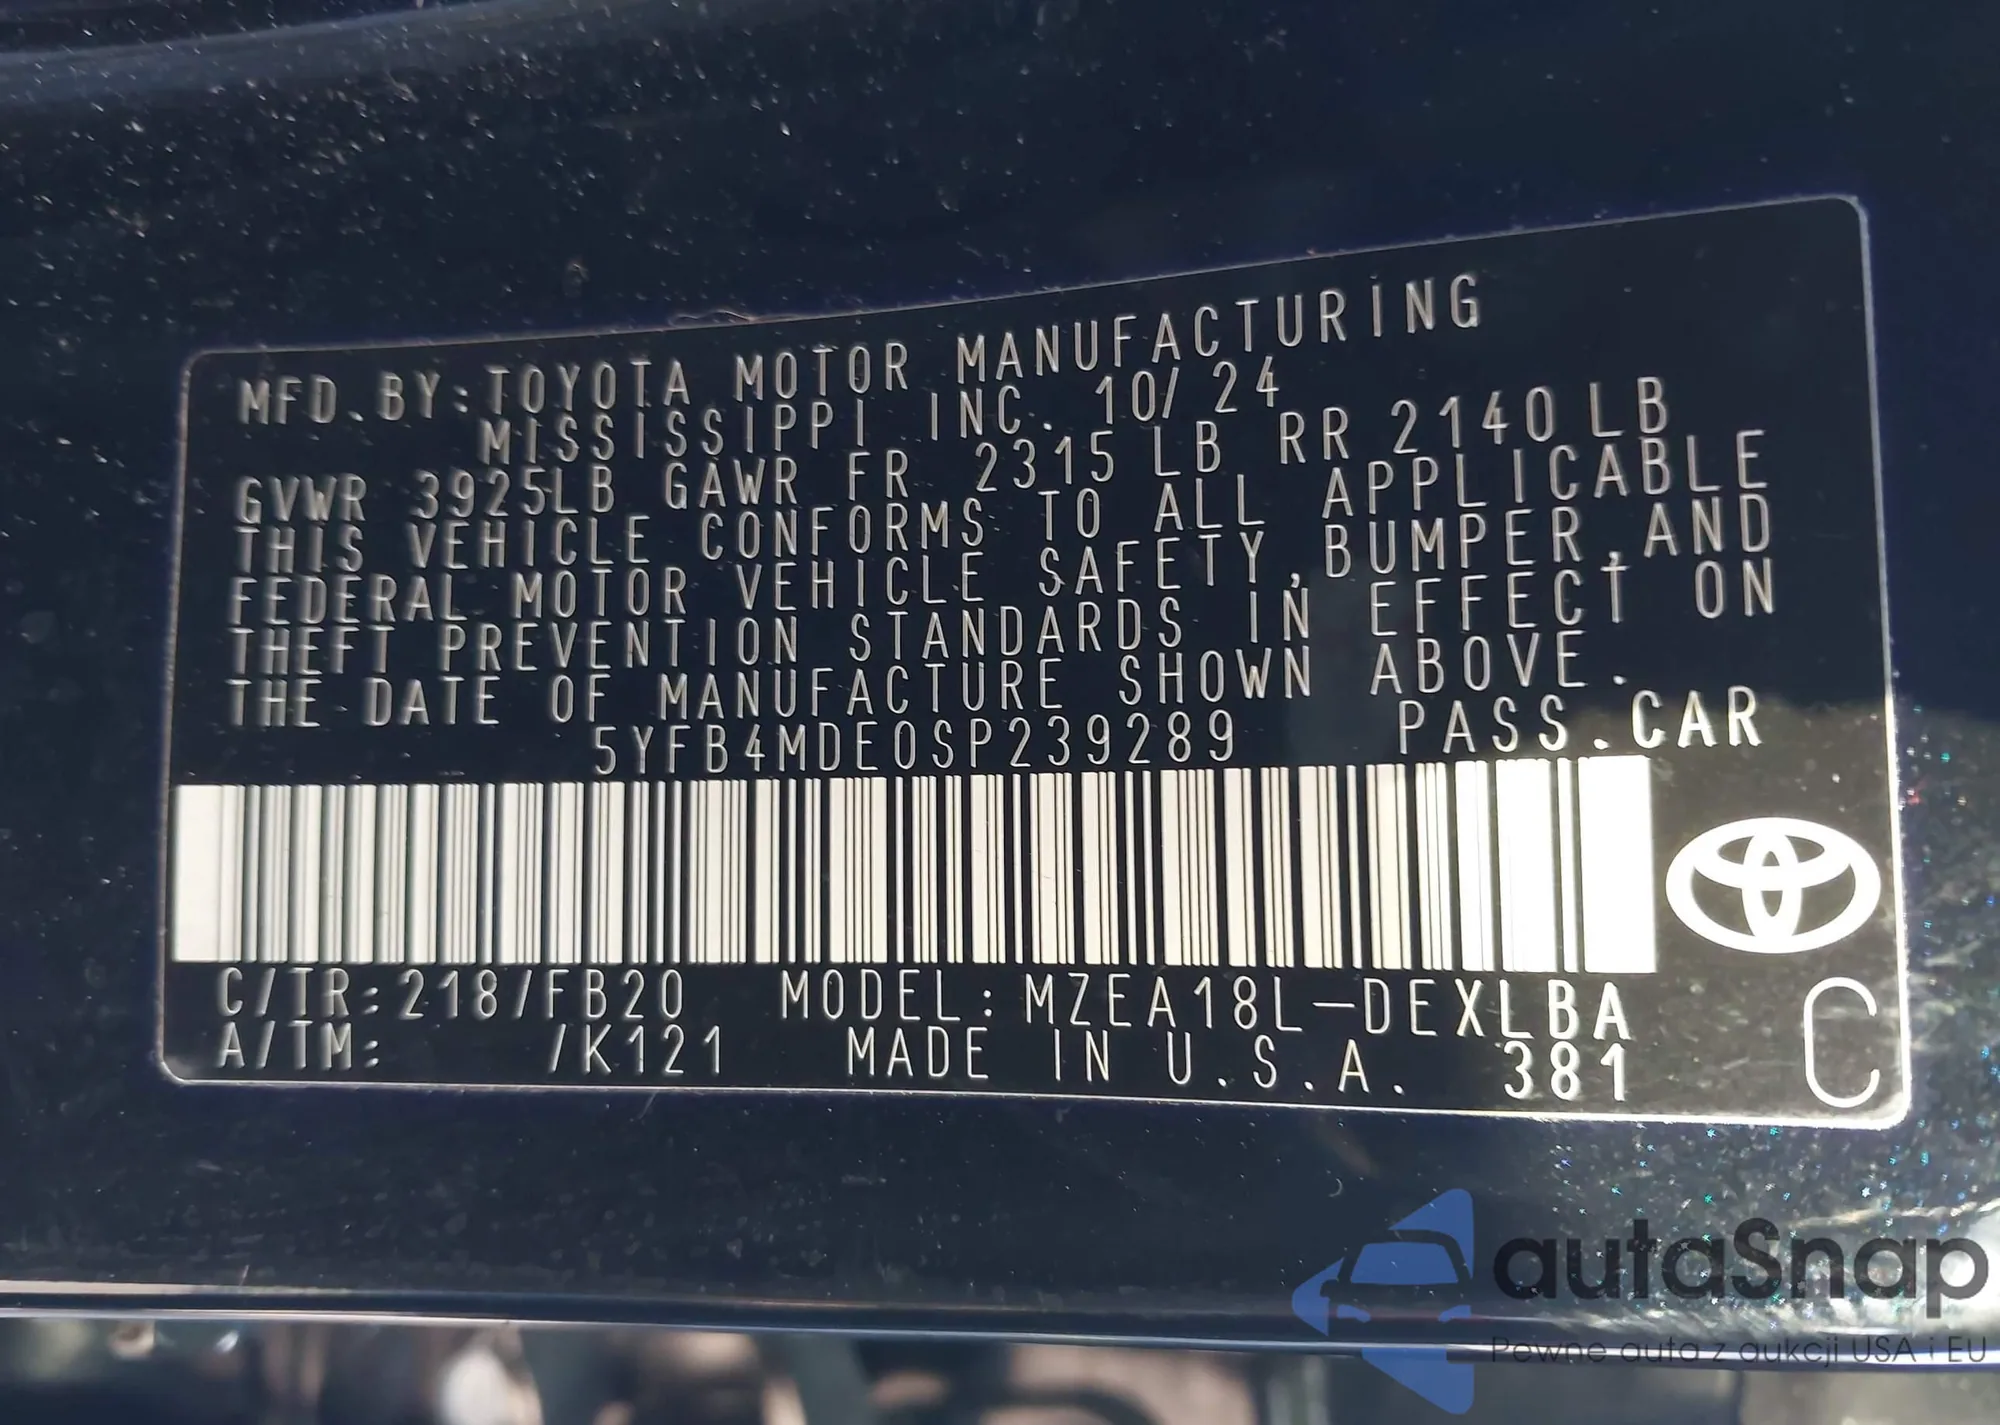 MFD. BY: TOYOTA MOTOR MANUFACTURING
MISSISSIPPI INC. 10/ 24
GVWR 3925LB GAWR FR 2315 LB RR 2140 LB
THIS VEHICLE CONFORMS TO ALL APPLICABLE
FEDERAL MOTOR VEHICLE SAFETY, BUMPER, AND
THEFT PREVENTION STANDARDS IN EFFECT ON
THE DATE OF MANUFACTURE SHOWN ABOVE.
5YFB4MDE0SP239289 PASS. CAR
C/TR: 218/FB20 MODEL: MZEA18L-DEXLBA
A/TM: /K121 MADE IN U.S.A. 381 C
autaSnap
Pewne auta z aukcji USA i EU